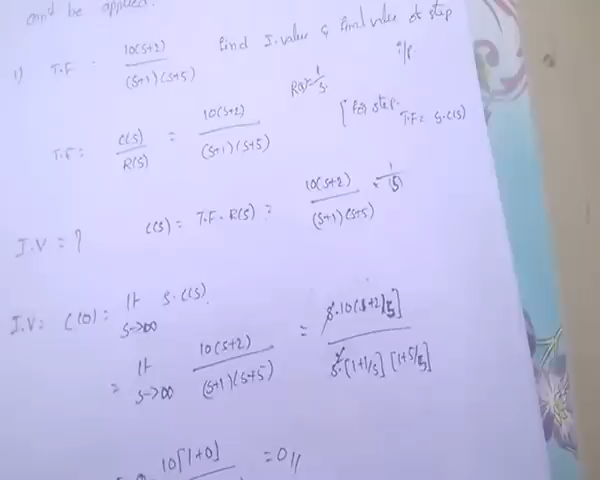 can't be applied.
1) T.F = 10(s+2) / (s+1)(s+5) find I.value & final value of step i/p.
R(s)=1/s
T.F = C(s)/R(s) = 10(s+2) / (s+1)(s+5) [for step. T.F = s.C(s)
I.V = ? C(s) = T.F. R(s) = 10(s+2) / (s+1)(s+5) × 1/(s)
I.V = C(0) = lt s→∞ s.C(s)
= lt s→∞ 10(s+2) / (s+1)(s+5) = s.10(s+2)/s] / s².[1+1/s] [1+5/s]
10[1+0] = 0//